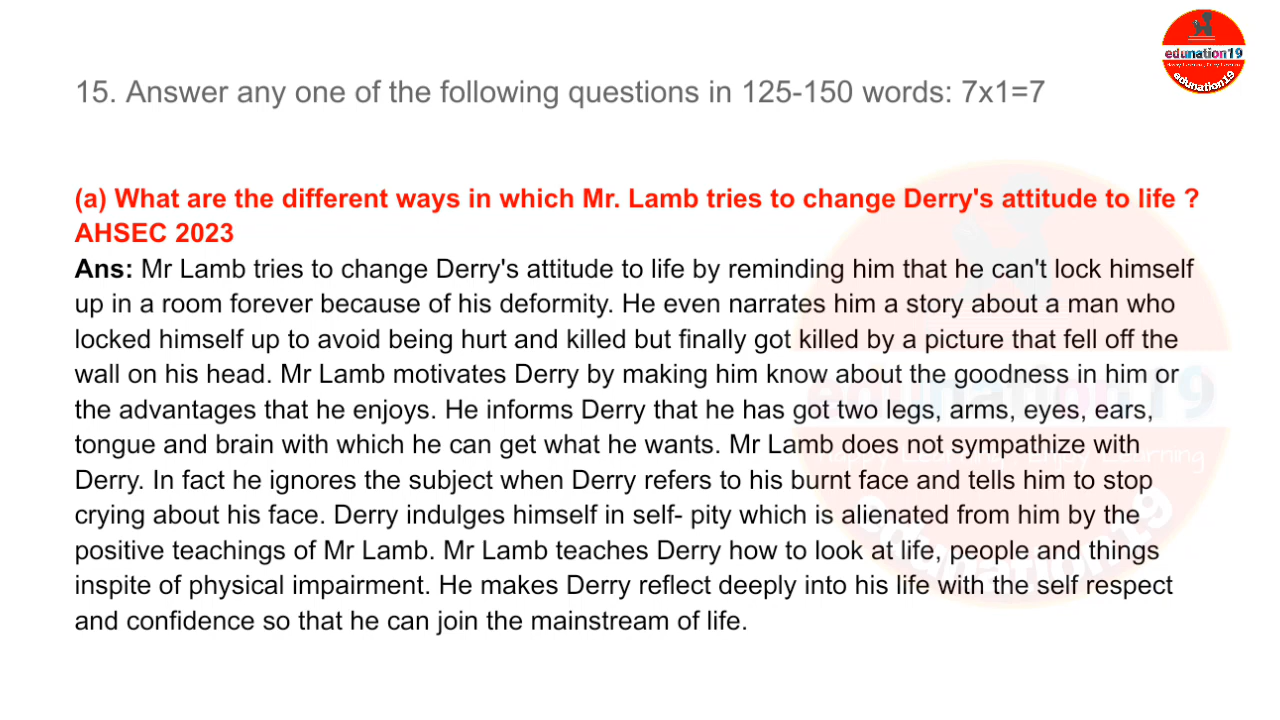 edunation19
edunation19
15. Answer any one of the following questions in 125-150 words: 7x1=7
(a) What are the different ways in which Mr. Lamb tries to change Derry's attitude to life ?
AHSEC 2023
Ans: Mr Lamb tries to change Derry's attitude to life by reminding him that he can't lock himself
up in a room forever because of his deformity. He even narrates him a story about a man who
locked himself up to avoid being hurt and killed but finally got killed by a picture that fell off the
wall on his head. Mr Lamb motivates Derry by making him know about the goodness in him or
the advantages that he enjoys. He informs Derry that he has got two legs, arms, eyes, ears,
tongue and brain with which he can get what he wants. Mr Lamb does not sympathize with
Derry. In fact he ignores the subject when Derry refers to his burnt face and tells him to stop
crying about his face. Derry indulges himself in self- pity which is alienated from him by the
positive teachings of Mr Lamb. Mr Lamb teaches Derry how to look at life, people and things
inspite of physical impairment. He makes Derry reflect deeply into his life with the self respect
and confidence so that he can join the mainstream of life.
edunation19
Happy Learning, Enjoy Learning
edunation19